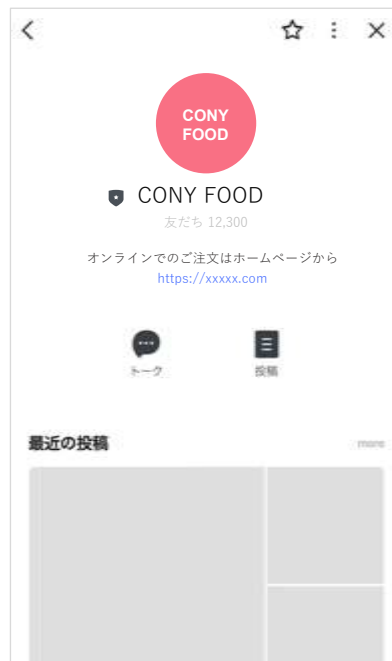 CONY
FOOD
CONY FOOD
友だち 12,300
オンラインでのご注文はホームページから
https://xxxxx.com
トーク
投稿
最近の投稿
more